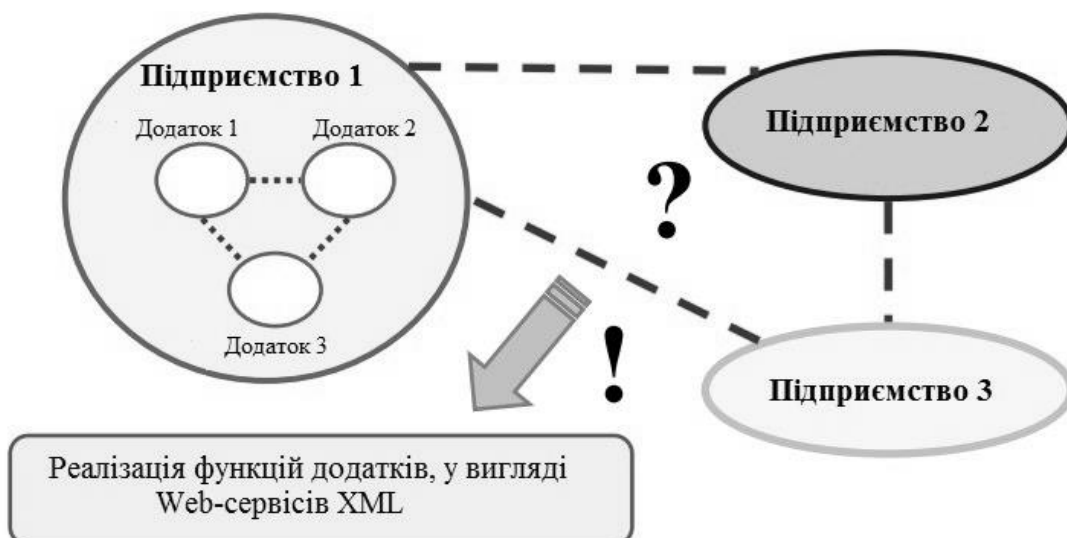 Підприємство 1
Додаток 1
Додаток 2
Додаток 3
Підприємство 2
?
!
Підприємство 3
Реалізація функцій додатків, у вигляді
Web-сервісів XML